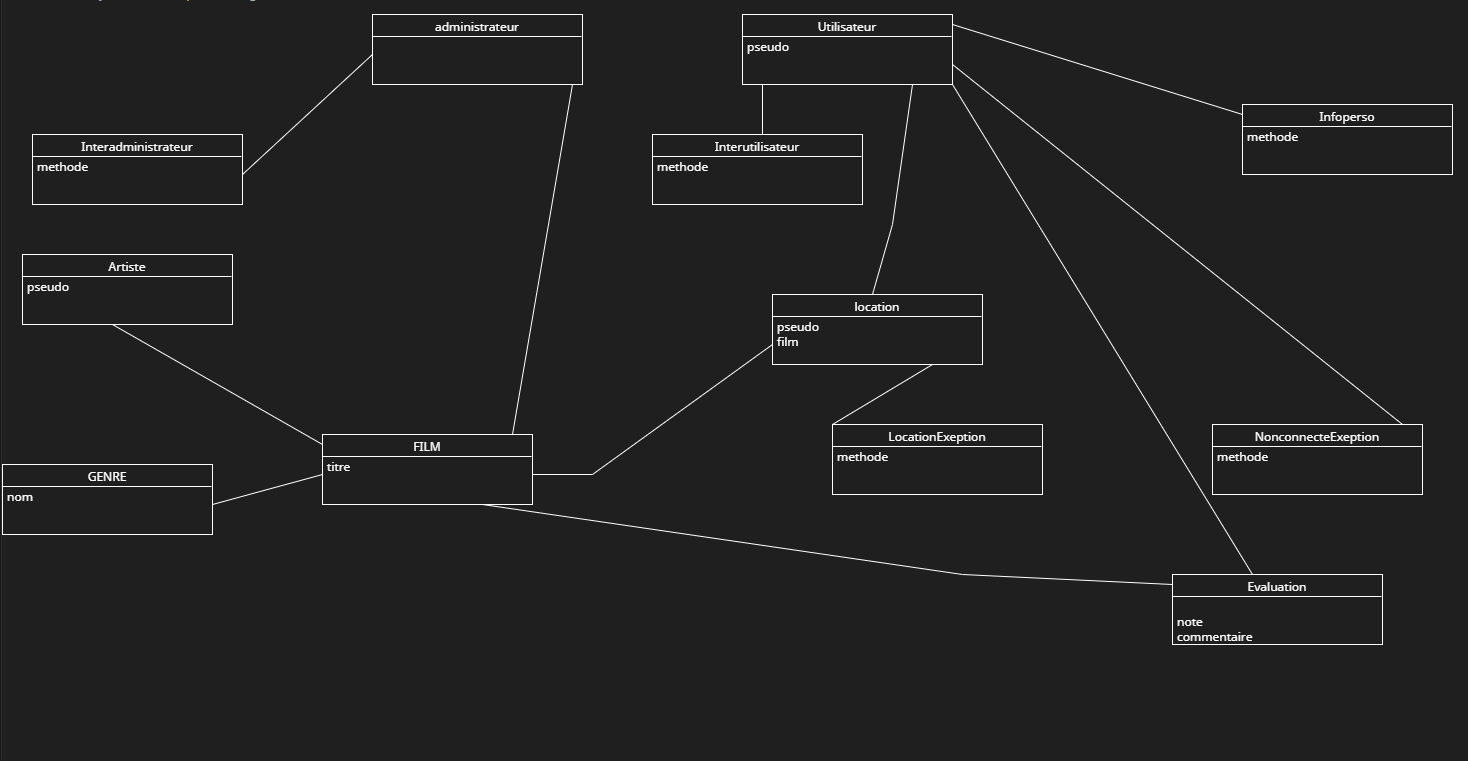 administrateur
Utilisateur
pseudo
Infoperso
methode
Interadministrateur
methode
Interutilisateur
methode
Artiste
pseudo
location
pseudo
film
FILM
titre
LocationExeption
methode
NonconnecteExeption
methode
GENRE
nom
Evaluation
note
commentaire